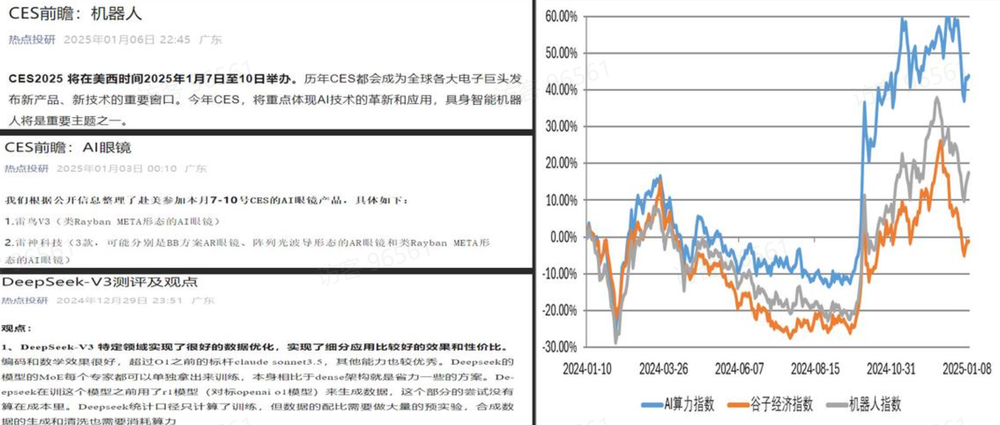 CES前瞻：机器人
热点投研 2025年01月06日 22:45 广东
CES2025 将在美西时间2025年1月7日至10日举办。历年CES都会成为全球各大电子巨头发
布新产品、新技术的重要窗口。今年CES，将重点体现AI技术的革新和应用，具身智能机器
人将是重要主题之一。
CES前瞻：AI眼镜
热点投研 2025年01月03日 00:10 广东
我们根据公开信息整理了赴美参加本月7-10号CES的AI眼镜产品，具体如下：
1.雷鸟V3（类Rayban META形态的AI眼镜）
2.雷神科技（3款，可能分别是BB方案AR眼镜、阵列光波导形态的AR眼镜和类Rayban META形
态的AI眼镜）
DeepSeek-V3测评及观点
热点投研 2024年12月29日 23:51 广东
观点：
1、DeepSeek-V3 特定领域实现了很好的数据优化，实现了细分应用比较好的效果和性价比。
编码和数学效果很好，超过O1之前的标杆claude sonnet3.5，其他能力也较优秀。Deepseek的
模型的MoE每个专家都可以单独拿出来训练，本身相比于dense架构就是省力一些的方案。De-
epseek在训这个模型之前用了r1模型（对标openai o1模型）来生成数据，这个部分的尝试没有
算在成本里。Deepseek统计口径只计算了训练，但数据的配比需要做大量的预实验，合成数
据的生成和清洗也需要消耗算力
60.00%
50.00%
40.00%
30.00%
20.00%
10.00%
0.00%
-10.00%
-20.00%
-30.00%
2024-01-10 2024-03-26 2024-06-07 2024-08-15 2024-10-31 2025-01-08
AI算力指数 谷子经济指数 机器人指数
访客 96561
访客 96561
访客 96561
96561
访客 96561
访客 96561